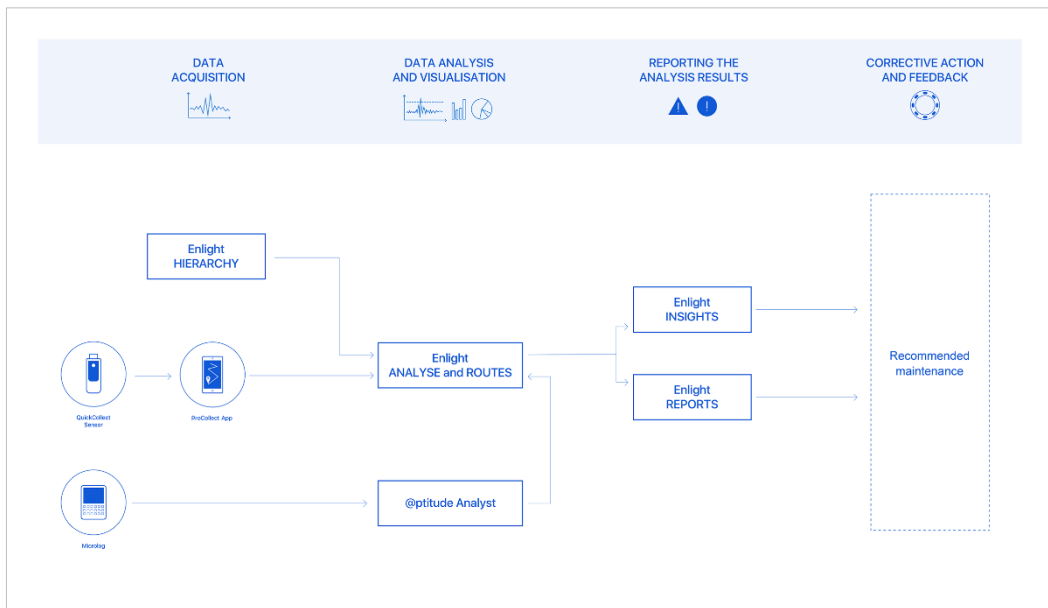 DATA
ACQUISITION
DATA ANALYSIS
AND VISUALISATION
REPORTING THE
ANALYSIS RESULTS
CORRECTIVE ACTION
AND FEEDBACK
Enlight
HIERARCHY
Enlight
INSIGHTS
Enlight
ANALYSE and ROUTES
Recommended
maintenance
Enlight
REPORTS
QuickCollect
Sensor
ProCollect App
@ptitude Analyst
Microlog